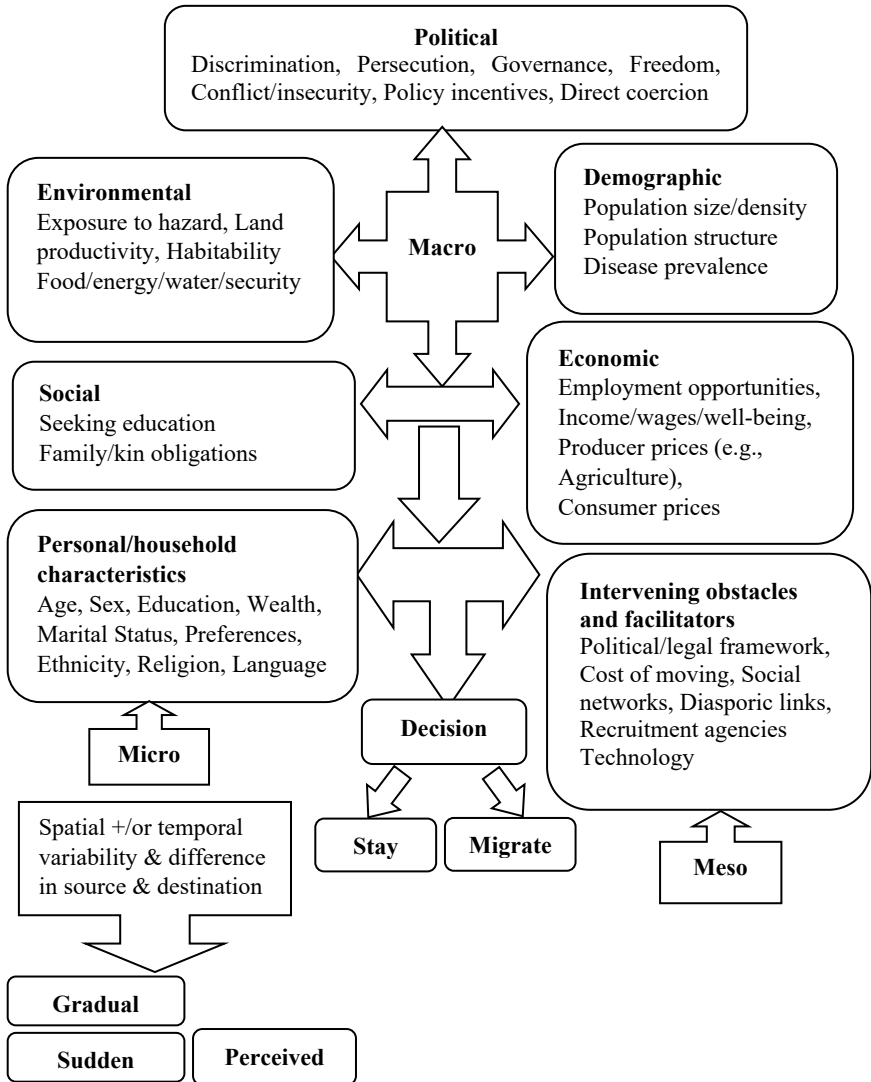 Political
Discrimination, Persecution, Governance, Freedom,
Conflict/insecurity, Policy incentives, Direct coercion
Environmental
Exposure to hazard, Land
productivity, Habitability
Food/energy/water/security
Macro
Demographic
Population size/density
Population structure
Disease prevalence
Social
Seeking education
Family/kin obligations
Economic
Employment opportunities,
Income/wages/well-being,
Producer prices (e.g.,
Agriculture),
Consumer prices
Personal/household
characteristics
Age, Sex, Education, Wealth,
Marital Status, Preferences,
Ethnicity, Religion, Language
Intervening obstacles
and facilitators
Political/legal framework,
Cost of moving, Social
networks, Diasporic links,
Recruitment agencies
Technology
Micro
Decision
Stay
Migrate
Meso
Spatial +/or temporal
variability & difference
in source & destination
Gradual
Sudden
Perceived